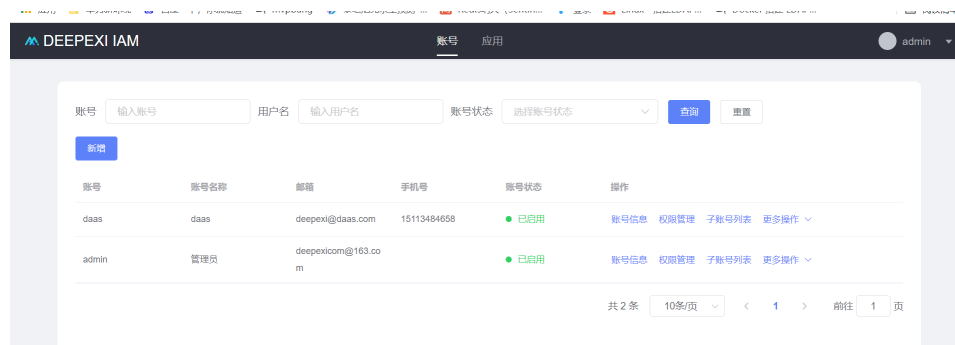 DEEPEXI IAM 账号 应用 admin
账号 输入账号 用户名 输入用户名 账号状态 选择账号状态 查询 重置
新增
账号 账号名称 邮箱 手机号 账号状态 操作
daas daas deepexi@daas.com 15113484658 已启用 账号信息 权限管理 子账号列表 更多操作
admin 管理员 deepexicom@163.co 已启用 账号信息 权限管理 子账号列表 更多操作
m
共 2 条 10条/页 1 前往 1 页